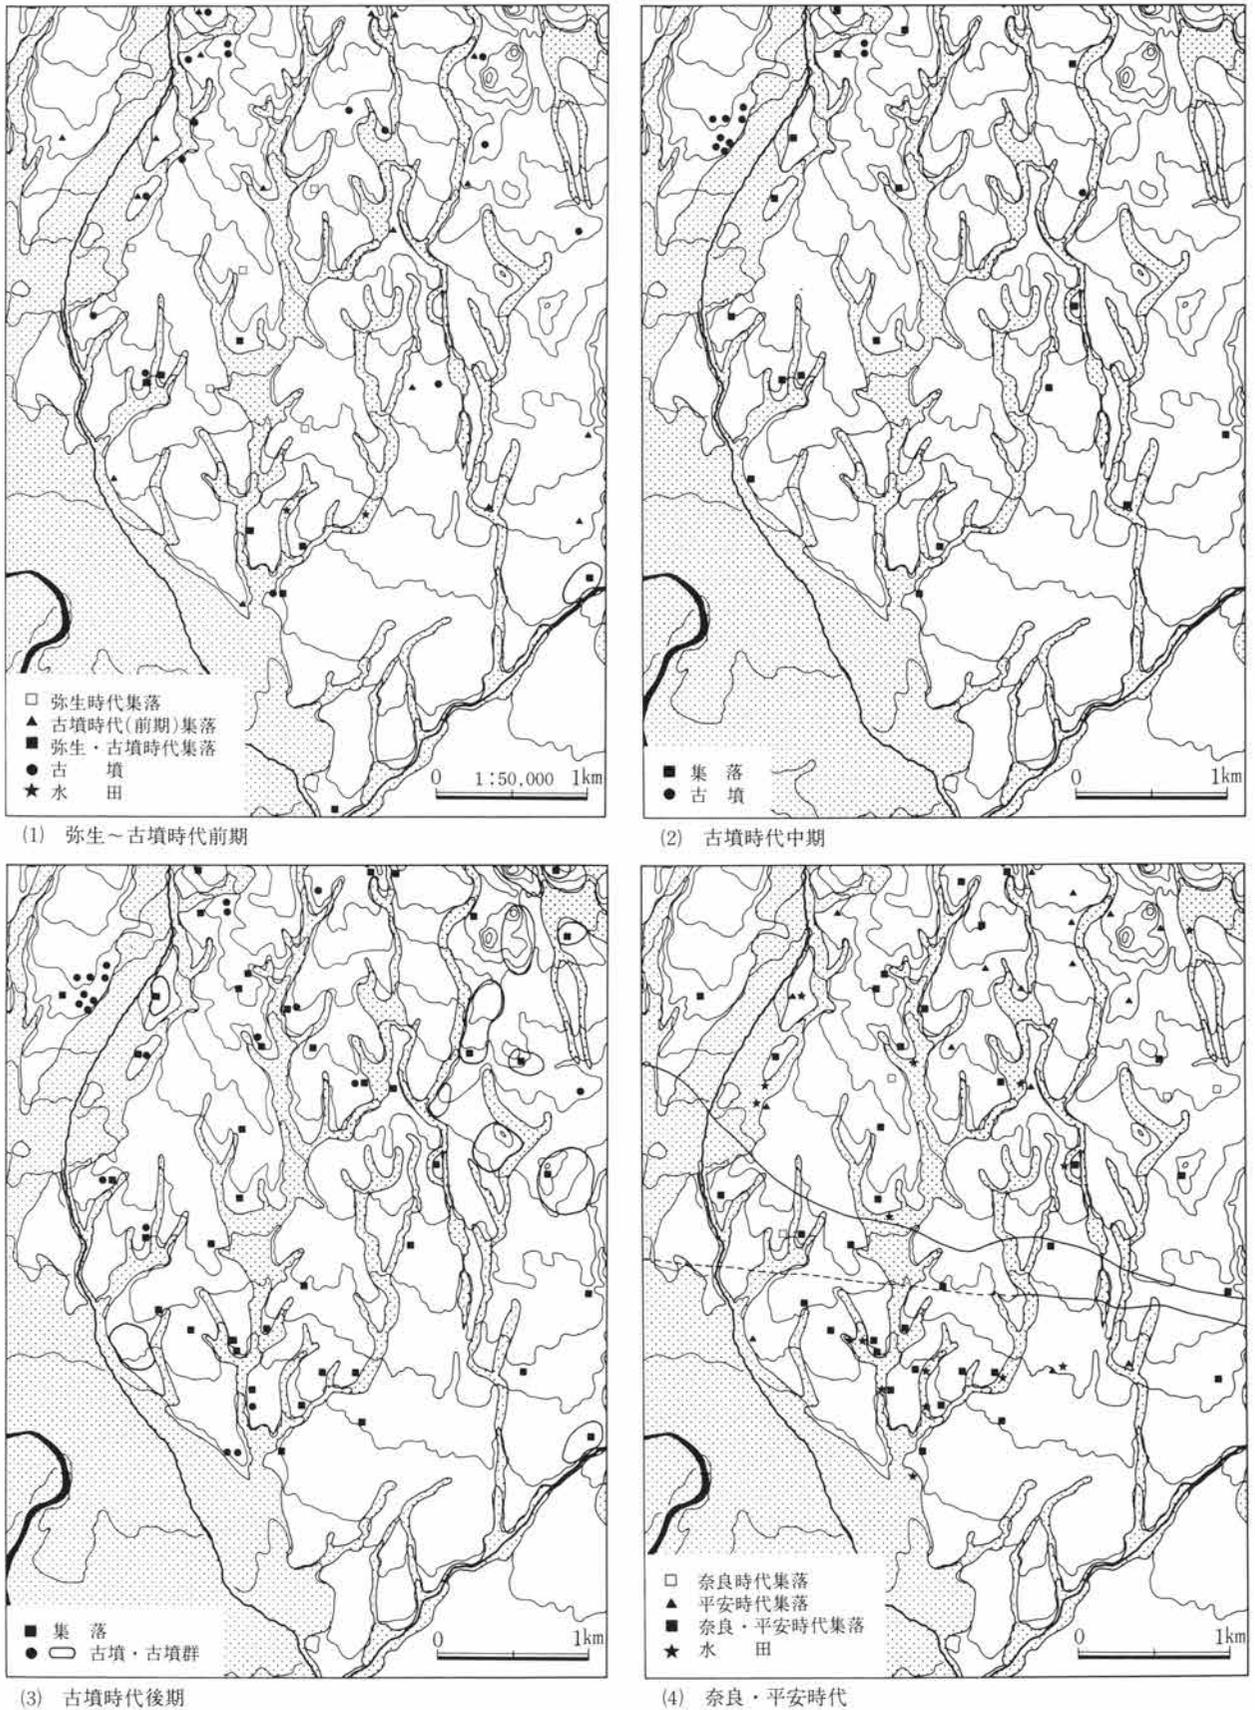 □ 弥生時代集落
▲ 古墳時代(前期)集落
■ 弥生・古墳時代集落
● 古墳
★ 水田
0 1:50,000 1km
(1) 弥生~古墳時代前期
■ 集落
● 古墳
0 1km
(2) 古墳時代中期
■ 集落
● ⬭ 古墳・古墳群
0 1km
(3) 古墳時代後期
□ 奈良時代集落
▲ 平安時代集落
■ 奈良・平安時代集落
★ 水田
0 1km
(4) 奈良・平安時代